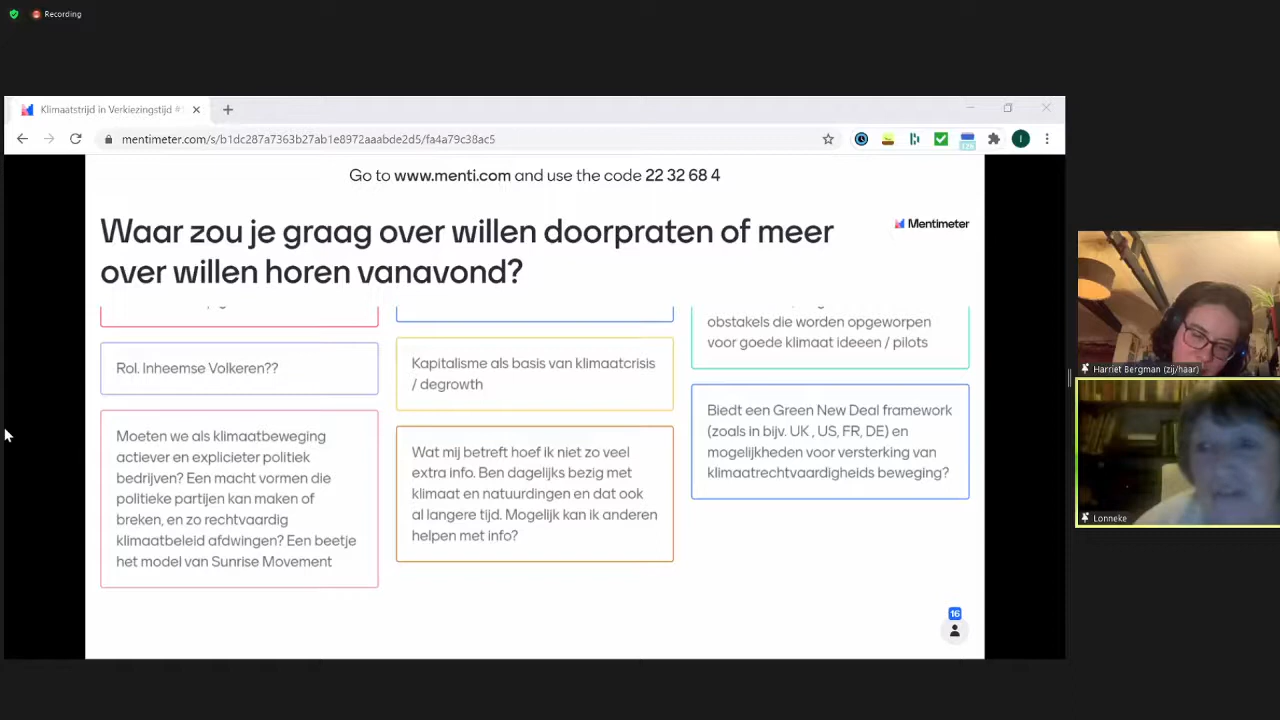 Recording
Klimaatstrijd in Verkiezingstijd #
mentimeter.com/s/b1dc287a7363b27ab1e8972aaabde2d5/fa4a79c38ac5
Go to www.menti.com and use the code 22 32 68 4
Waar zou je graag over willen doorpraten of meer
over willen horen vanavond?
Mentimeter
Rol. Inheemse Volkeren??
Moeten we als klimaatbeweging
actiever en explicieter politiek
bedrijven? Een macht vormen die
politieke partijen kan maken of
breken, en zo rechtvaardig
klimaatbeleid afdwingen? Een beetje
het model van Sunrise Movement
Kapitalisme als basis van klimaatcrisis
/ degrowth
Wat mij betreft hoef ik niet zo veel
extra info. Ben dagelijks bezig met
klimaat en natuurdingen en dat ook
al langere tijd. Mogelijk kan ik anderen
helpen met info?
obstakels die worden opgeworpen
voor goede klimaat ideeen / pilots
Biedt een Green New Deal framework
(zoals in bijv. UK , US, FR, DE) en
mogelijkheden voor versterking van
klimaatrechtvaardigheids beweging?
16
Harriet Bergman (zij/haar)
Lonneke